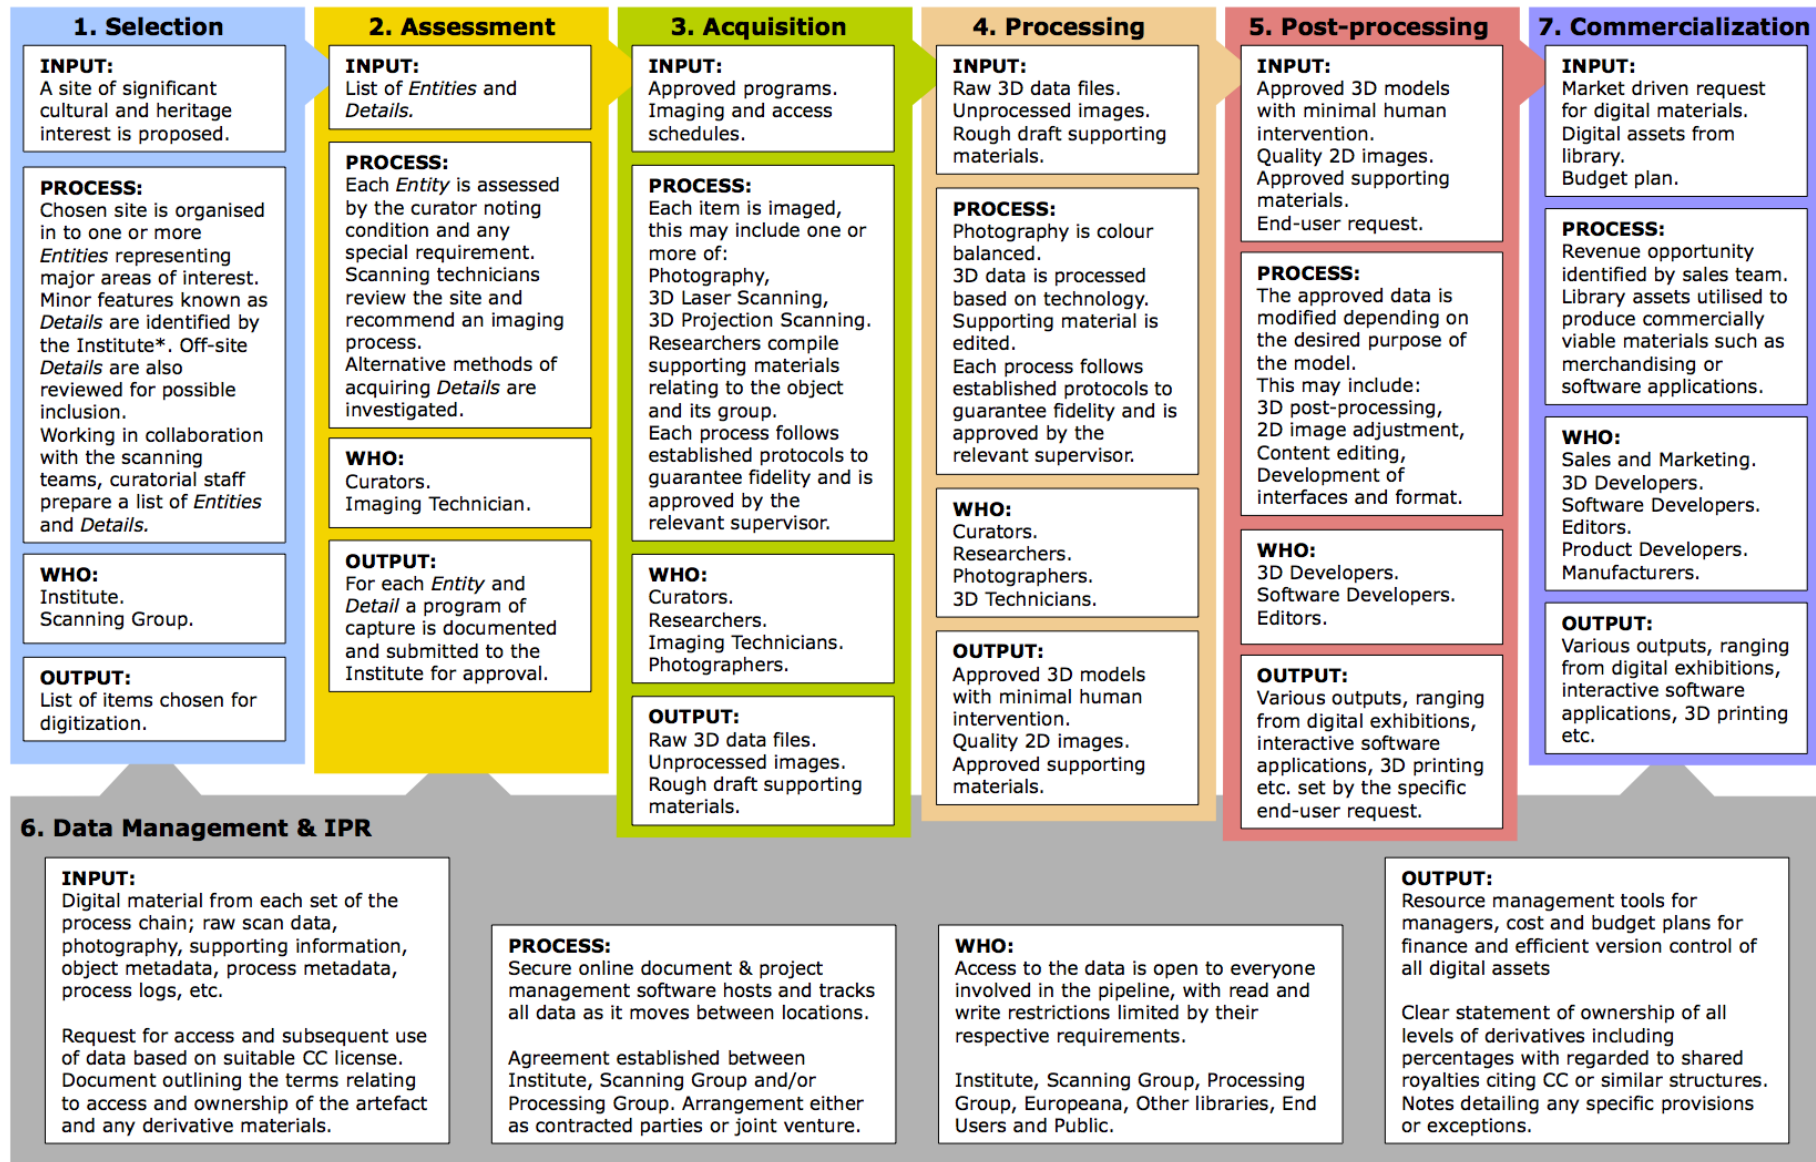 1. Selection
INPUT:
A site of significant
cultural and heritage
interest is proposed.
PROCESS:
Chosen site is organised
in to one or more
Entities representing
major areas of interest.
Minor features known as
Details are identified by
the Institute*. Off-site
Details are also
reviewed for possible
inclusion.
Working in collaboration
with the scanning
teams, curatorial staff
prepare a list of Entities
and Details.
WHO:
Institute.
Scanning Group.
OUTPUT:
List of items chosen for
digitization.
2. Assessment
INPUT:
List of Entities and
Details.
PROCESS:
Each Entity is assessed
by the curator noting
condition and any
special requirement.
Scanning technicians
review the site and
recommend an imaging
process.
Alternative methods of
acquiring Details are
investigated.
WHO:
Curators.
Imaging Technician.
OUTPUT:
For each Entity and
Detail a program of
capture is documented
and submitted to the
Institute for approval.
3. Acquisition
INPUT:
Approved programs.
Imaging and access
schedules.
PROCESS:
Each item is imaged,
this may include one or
more of:
Photography,
3D Laser Scanning,
3D Projection Scanning.
Researchers compile
supporting materials
relating to the object
and its group.
Each process follows
established protocols to
guarantee fidelity and is
approved by the
relevant supervisor.
WHO:
Curators.
Researchers.
Imaging Technicians.
Photographers.
OUTPUT:
Raw 3D data files.
Unprocessed images.
Rough draft supporting
materials.
4. Processing
INPUT:
Raw 3D data files.
Unprocessed images.
Rough draft supporting
materials.
PROCESS:
Photography is colour
balanced.
3D data is processed
based on technology.
Supporting material is
edited.
Each process follows
established protocols to
guarantee fidelity and is
approved by the
relevant supervisor.
WHO:
Curators.
Researchers.
Photographers.
3D Technicians.
OUTPUT:
Approved 3D models
with minimal human
intervention.
Quality 2D images.
Approved supporting
materials.
5. Post-processing
INPUT:
Approved 3D models
with minimal human
intervention.
Quality 2D images.
Approved supporting
materials.
End-user request.
PROCESS:
The approved data is
modified depending on
the desired purpose of
the model.
This may include:
3D post-processing,
2D image adjustment,
Content editing,
Development of
interfaces and format.
WHO:
3D Developers.
Software Developers.
Editors.
OUTPUT:
Various outputs, ranging
from digital exhibitions,
interactive software
applications, 3D printing
etc. set by the specific
end-user request.
7. Commercialization
INPUT:
Market driven request
for digital materials.
Digital assets from
library.
Budget plan.
PROCESS:
Revenue opportunity
identified by sales team.
Library assets utilised to
produce commercially
viable materials such as
merchandising or
software applications.
WHO:
Sales and Marketing.
3D Developers.
Software Developers.
Editors.
Product Developers.
Manufacturers.
OUTPUT:
Various outputs, ranging
from digital exhibitions,
interactive software
applications, 3D printing
etc.
6. Data Management & IPR
INPUT:
Digital material from each set of the
process chain; raw scan data,
photography, supporting information,
object metadata, process metadata,
process logs, etc.
Request for access and subsequent use
of data based on suitable CC license.
Document outlining the terms relating
to access and ownership of the artefact
and any derivative materials.
PROCESS:
Secure online document & project
management software hosts and tracks
all data as it moves between locations.
Agreement established between
Institute, Scanning Group and/or
Processing Group. Arrangement either
as contracted parties or joint venture.
WHO:
Access to the data is open to everyone
involved in the pipeline, with read and
write restrictions limited by their
respective requirements.
Institute, Scanning Group, Processing
Group, Europeana, Other libraries, End
Users and Public.
OUTPUT:
Resource management tools for
managers, cost and budget plans for
finance and efficient version control of
all digital assets
Clear statement of ownership of all
levels of derivatives including
percentages with regarded to shared
royalties citing CC or similar structures.
Notes detailing any specific provisions
or exceptions.